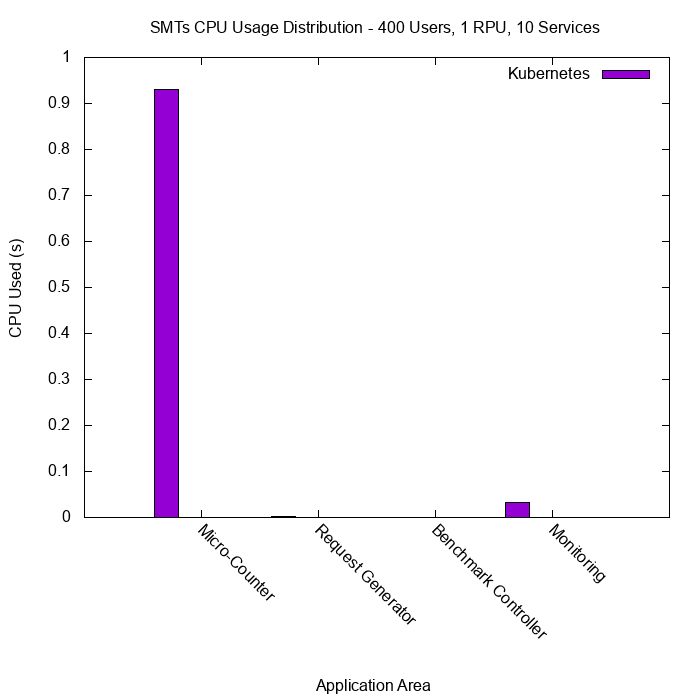 SMTs CPU Usage Distribution - 400 Users, 1 RPU, 10 Services
Kubernetes
1
0.9
0.8
0.7
0.6
0.5
0.4
0.3
0.2
0.1
0
CPU Used (s)
Micro-Counter
Request Generator
Benchmark Controller
Monitoring
Application Area